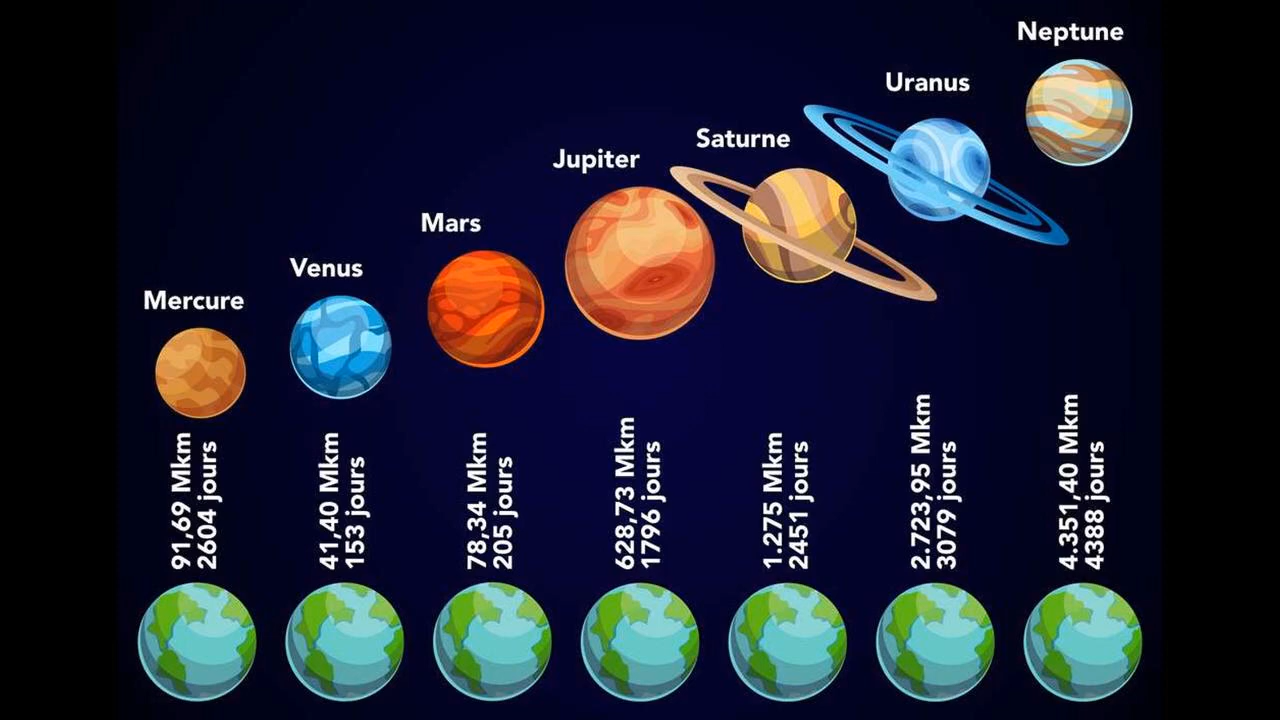 Neptune
Uranus
Saturne
Jupiter
Mars
Venus
Mercure
91,69 Mkm
2604 jours
41,40 Mkm
153 jours
78,34 Mkm
205 jours
628,73 Mkm
1796 jours
1.275 Mkm
2451 jours
2.723,95 Mkm
3079 jours
4.351,40 Mkm
4388 jours